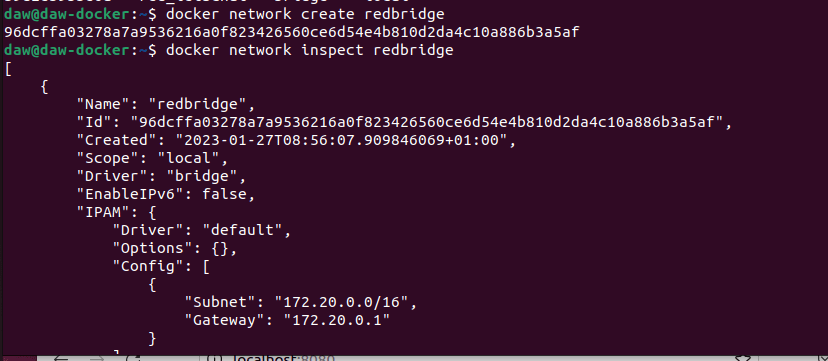 daw@daw-docker:~$ docker network create redbridge
96dcffa03278a7a9536216a0f823426560ce6d54e4b810d2da4c10a886b3a5af
daw@daw-docker:~$ docker network inspect redbridge
[
    {
        "Name": "redbridge",
        "Id": "96dcffa03278a7a9536216a0f823426560ce6d54e4b810d2da4c10a886b3a5af",
        "Created": "2023-01-27T08:56:07.909846069+01:00",
        "Scope": "local",
        "Driver": "bridge",
        "EnableIPv6": false,
        "IPAM": {
            "Driver": "default",
            "Options": {},
            "Config": [
                {
                    "Subnet": "172.20.0.0/16",
                    "Gateway": "172.20.0.1"
                }
            ]
localhost:8080